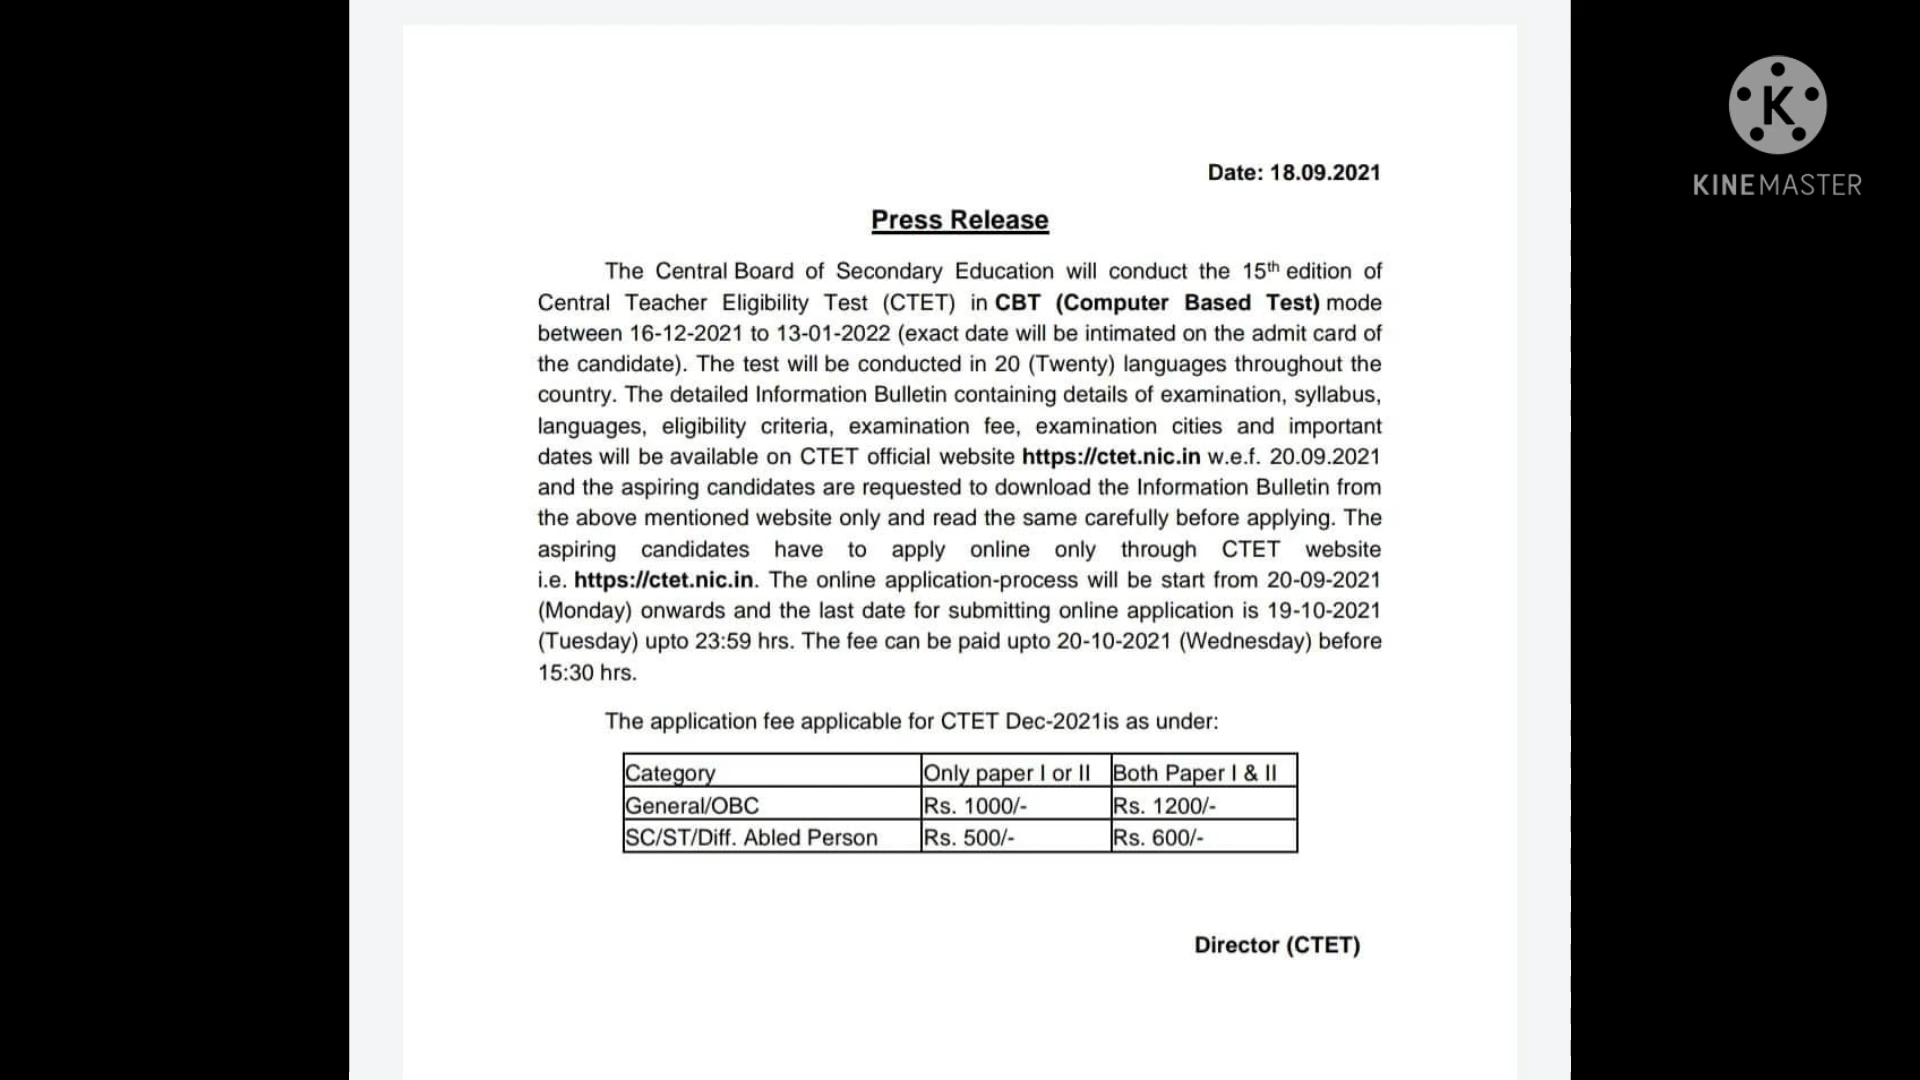 K
KINEMASTER
Date: 18.09.2021
Press Release
The Central Board of Secondary Education will conduct the 15th edition of
Central Teacher Eligibility Test (CTET) in CBT (Computer Based Test) mode
between 16-12-2021 to 13-01-2022 (exact date will be intimated on the admit card of
the candidate). The test will be conducted in 20 (Twenty) languages throughout the
country. The detailed Information Bulletin containing details of examination, syllabus,
languages, eligibility criteria, examination fee, examination cities and important
dates will be available on CTET official website https://ctet.nic.in w.e.f. 20.09.2021
and the aspiring candidates are requested to download the Information Bulletin from
the above mentioned website only and read the same carefully before applying. The
aspiring candidates have to apply online only through CTET website
i.e. https://ctet.nic.in. The online application-process will be start from 20-09-2021
(Monday) onwards and the last date for submitting online application is 19-10-2021
(Tuesday) upto 23:59 hrs. The fee can be paid upto 20-10-2021 (Wednesday) before
15:30 hrs.
The application fee applicable for CTET Dec-2021is as under:
Category Only paper I or II Both Paper I & II
General/OBC Rs. 1000/- Rs. 1200/-
SC/ST/Diff. Abled Person Rs. 500/- Rs. 600/-
Director (CTET)